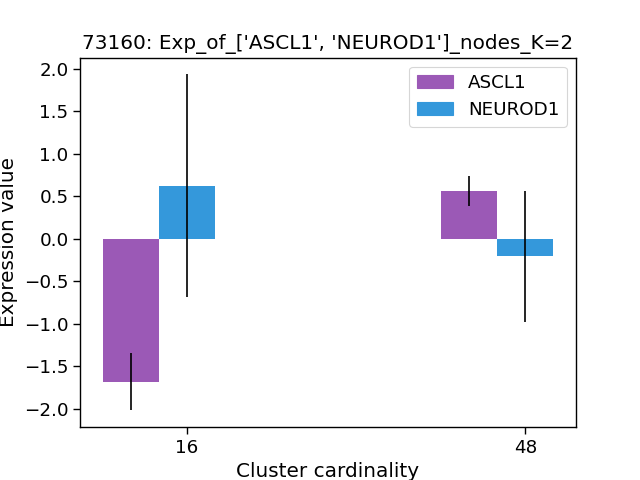 73160: Exp_of_['ASCL1', 'NEUROD1']_nodes_K=2
ASCL1
NEUROD1
Expression value
2.0
1.5
1.0
0.5
0.0
−0.5
−1.0
−1.5
−2.0
16
48
Cluster cardinality